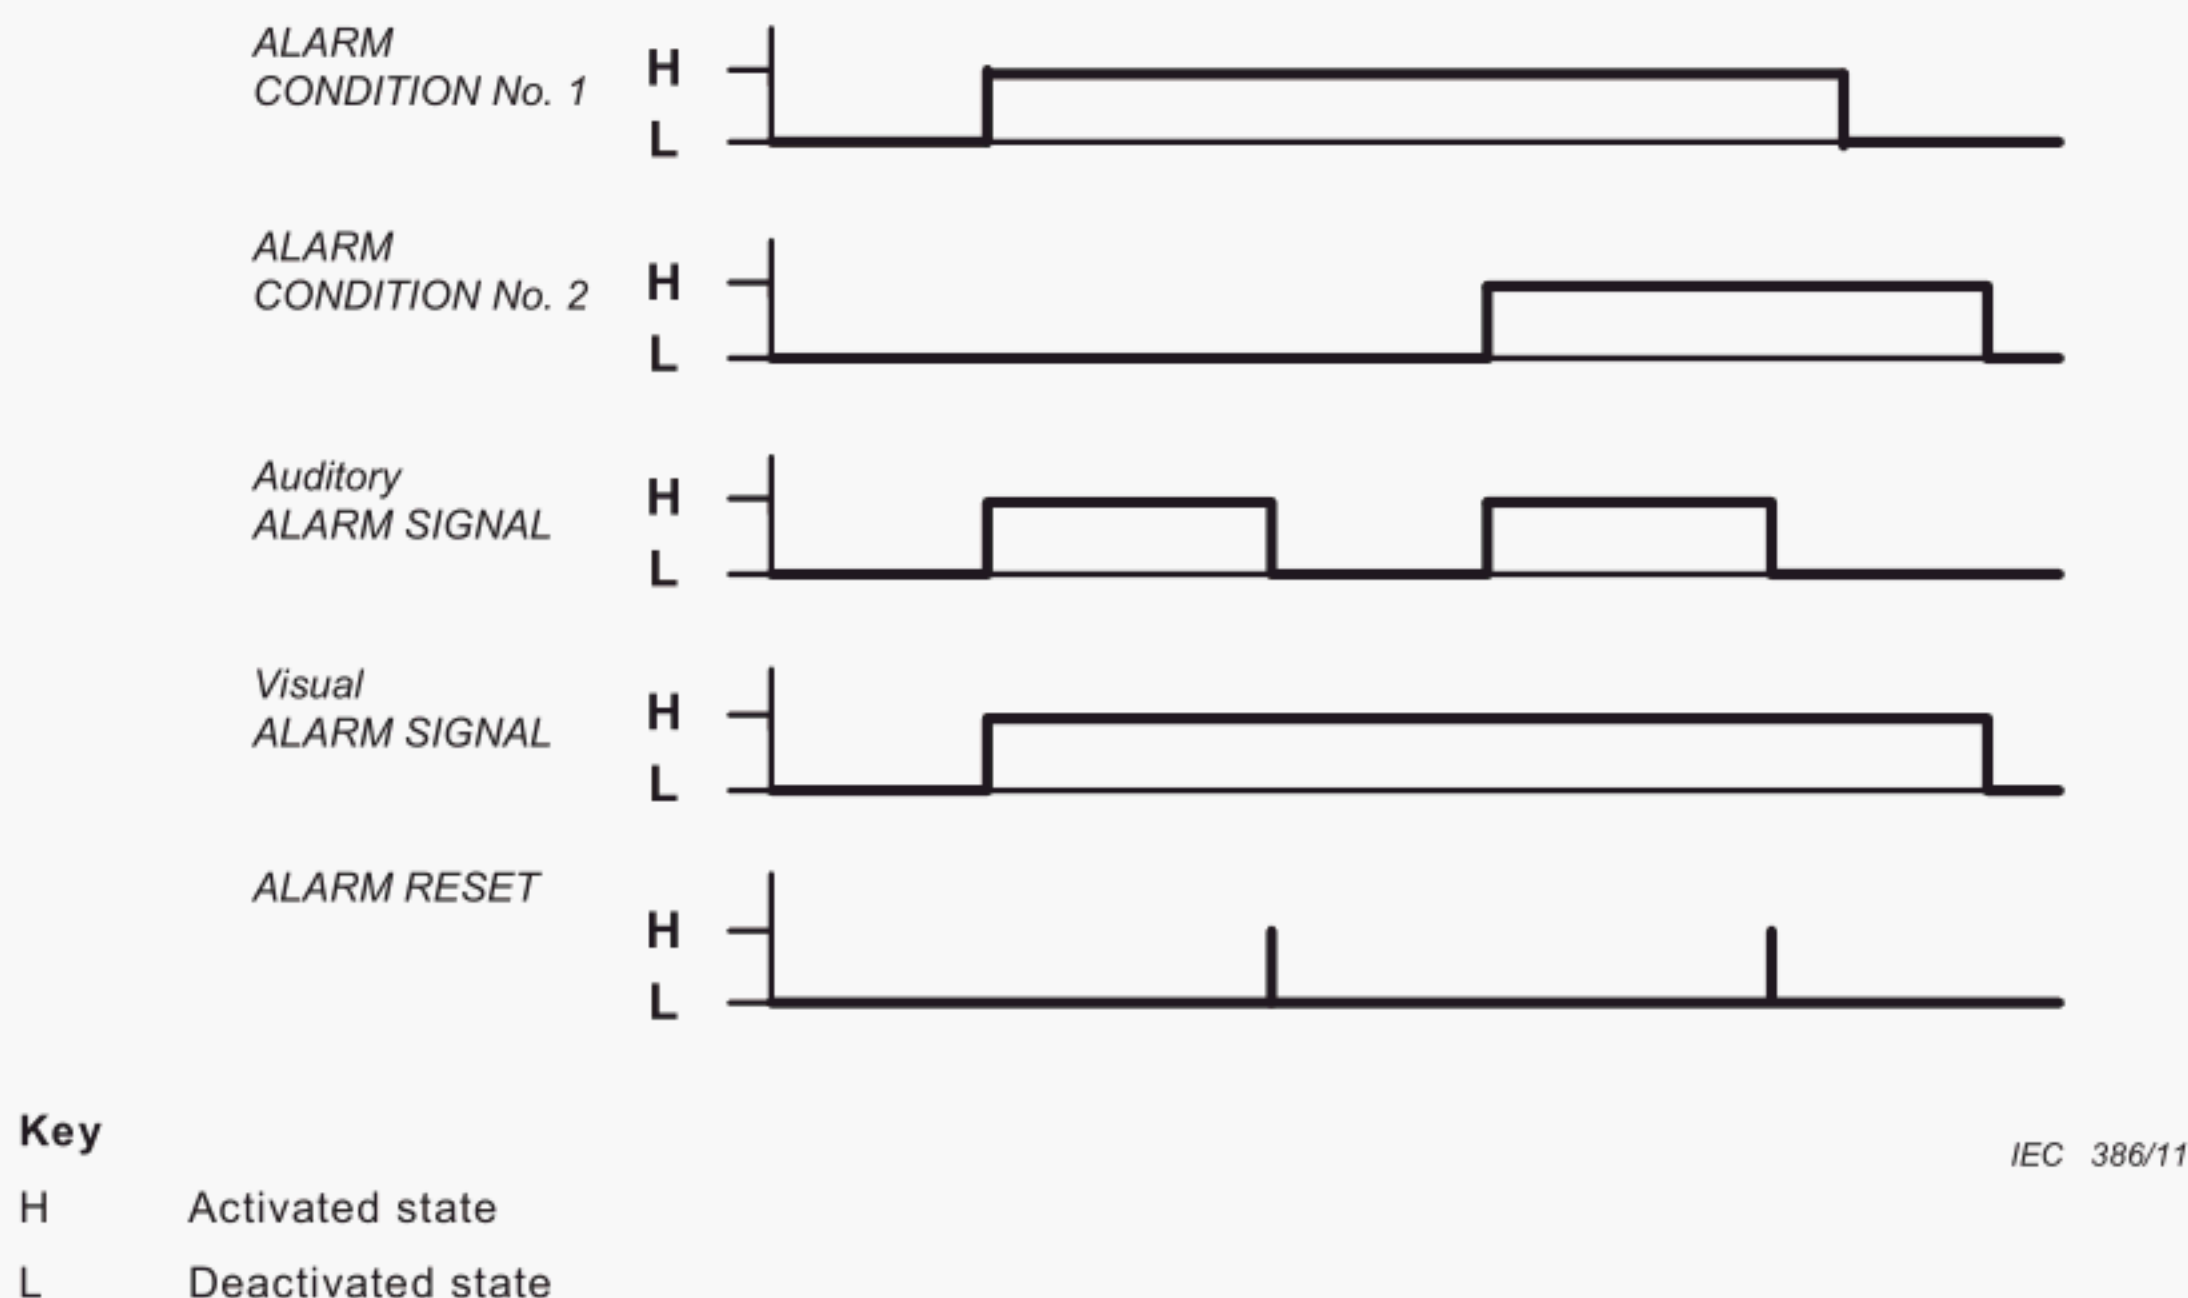 ALARM
CONDITION No. 1
H
L
ALARM
CONDITION No. 2
H
L
Auditory
ALARM SIGNAL
H
L
Visual
ALARM SIGNAL
H
L
ALARM RESET
H
L
Key
IEC 386/11
H Activated state
L Deactivated state